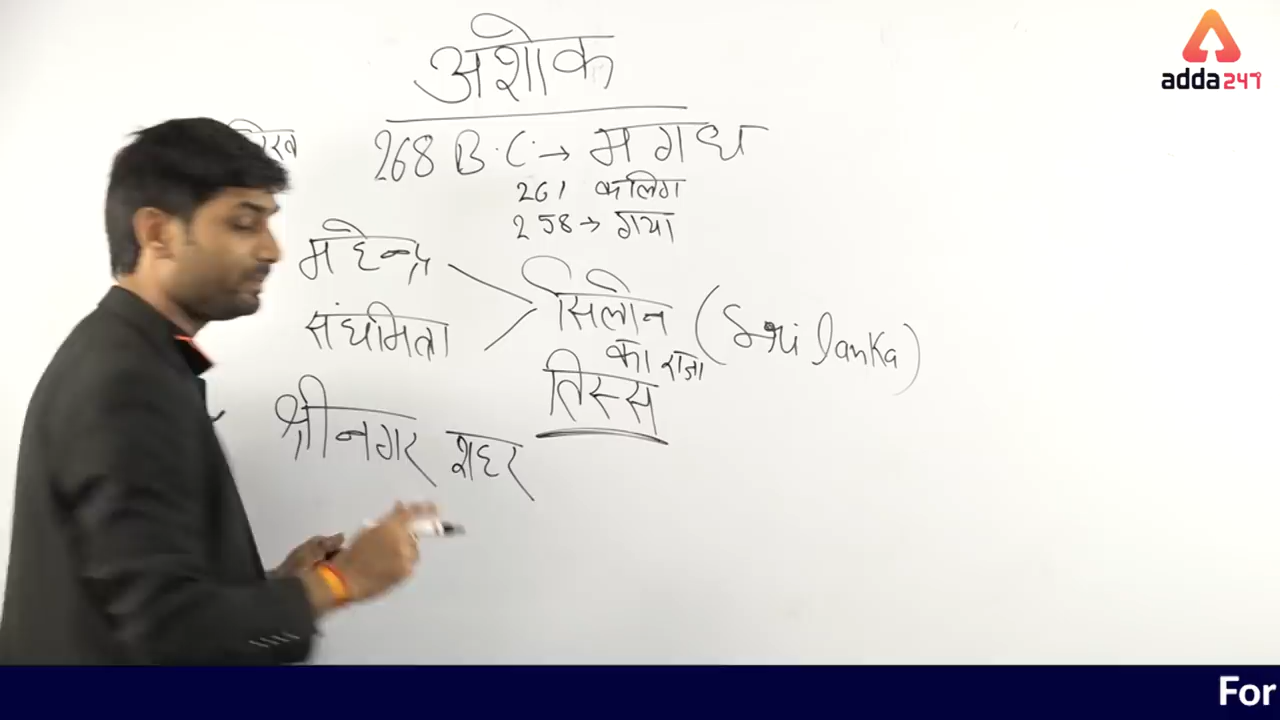 अशोक
268 B.C. → मगध
261 कलिग
258 → गया
महेन्द्र
संघमिता
सिलोन (Sri lanka)
का राजा
तिस्स
श्रीनगर शहर
adda247
For